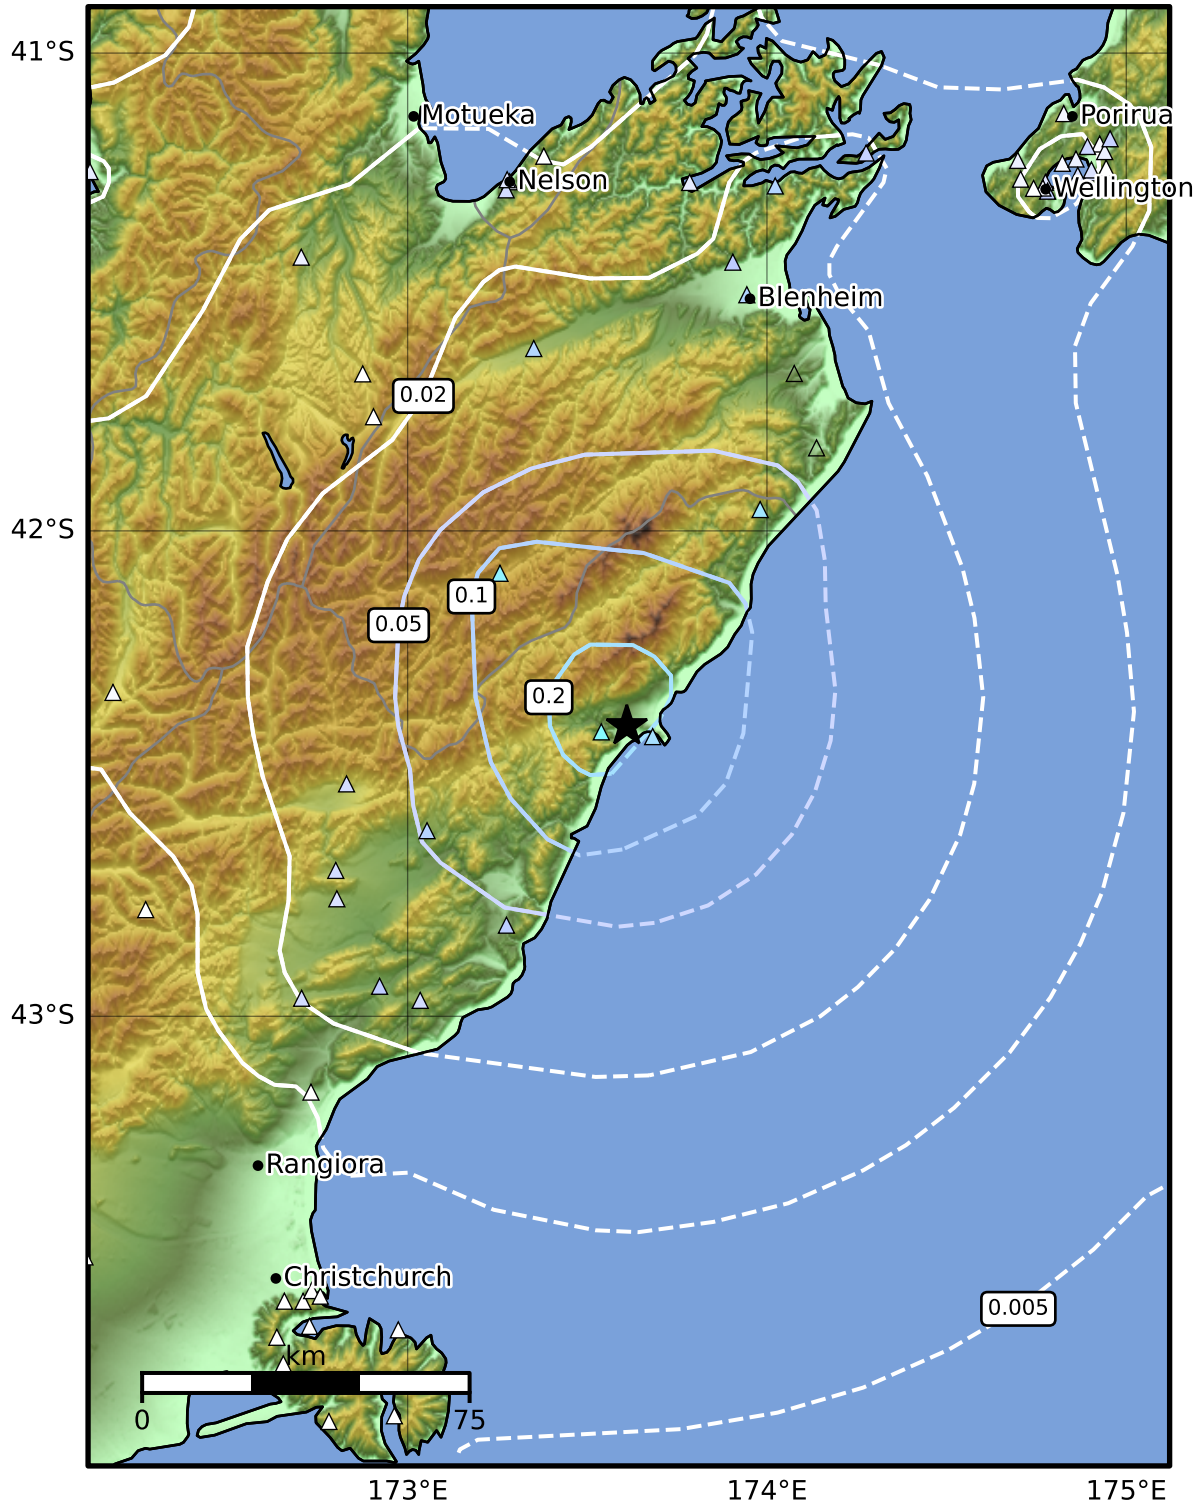 41°S
Motueka
Porirua
Nelson
Wellington
Blenheim
0.02
42°S
0.1
0.05
0.2
43°S
Rangiora
Christchurch
0.005
km
0
75
173°E
174°E
175°E